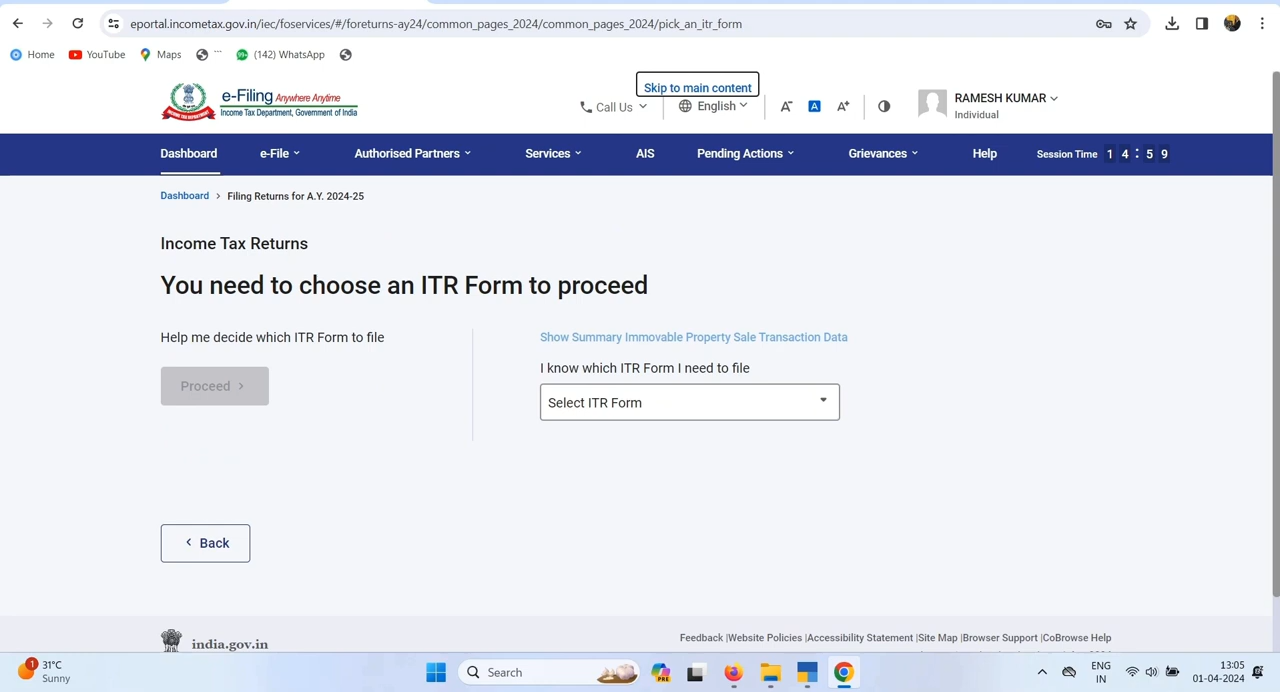 eportal.incometax.gov.in/iec/foservices/#/foreturns-ay24/common_pages_2024/common_pages_2024/pick_an_itr_form
Home YouTube Maps (142) WhatsApp
Skip to main content
e-Filing Anywhere Anytime
Income Tax Department, Government of India
Call Us English A- A A+
RAMESH KUMAR
Individual
Dashboard e-File Authorised Partners Services AIS Pending Actions Grievances Help Session Time 1 4 : 5 9
Dashboard > Filing Returns for A.Y. 2024-25
Income Tax Returns
You need to choose an ITR Form to proceed
Help me decide which ITR Form to file
Proceed >
Show Summary Immovable Property Sale Transaction Data
I know which ITR Form I need to file
Select ITR Form
< Back
india.gov.in
Feedback |Website Policies |Accessibility Statement |Site Map |Browser Support |CoBrowse Help
1
31°C
Sunny
Search
PRE
ENG
IN
13:05
01-04-2024